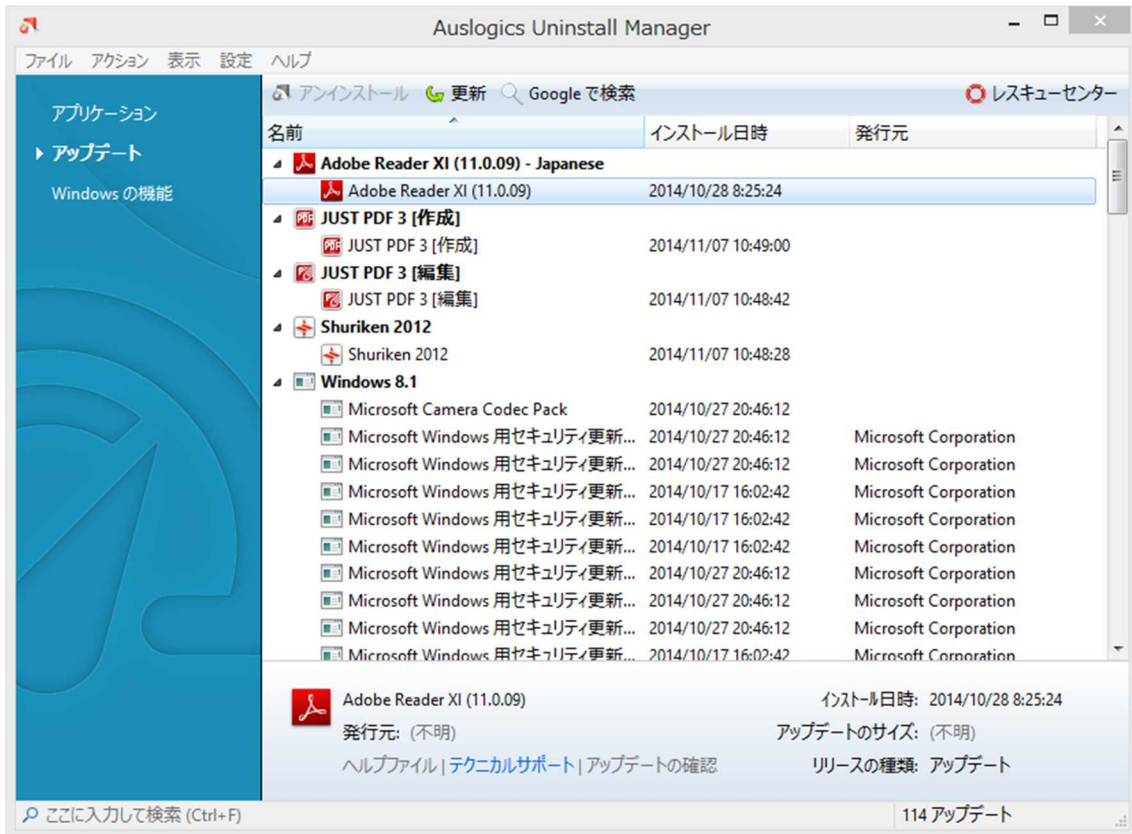 Auslogics Uninstall Manager
ファイル アクション 表示 設定 ヘルプ
アプリケーション
アップデート
Windows の機能
アンインストール 更新 Google で検索 レスキューセンター
名前 インストール日時 発行元
Adobe Reader XI (11.0.09) - Japanese
Adobe Reader XI (11.0.09) 2014/10/28 8:25:24
JUST PDF 3 [作成]
JUST PDF 3 [作成] 2014/11/07 10:49:00
JUST PDF 3 [編集]
JUST PDF 3 [編集] 2014/11/07 10:48:42
Shuriken 2012
Shuriken 2012 2014/11/07 10:48:28
Windows 8.1
Microsoft Camera Codec Pack 2014/10/27 20:46:12
Microsoft Windows 用セキュリティ更新... 2014/10/27 20:46:12 Microsoft Corporation
Microsoft Windows 用セキュリティ更新... 2014/10/27 20:46:12 Microsoft Corporation
Microsoft Windows 用セキュリティ更新... 2014/10/17 16:02:42 Microsoft Corporation
Microsoft Windows 用セキュリティ更新... 2014/10/17 16:02:42 Microsoft Corporation
Microsoft Windows 用セキュリティ更新... 2014/10/17 16:02:42 Microsoft Corporation
Microsoft Windows 用セキュリティ更新... 2014/10/27 20:46:12 Microsoft Corporation
Microsoft Windows 用セキュリティ更新... 2014/10/27 20:46:12 Microsoft Corporation
Microsoft Windows 用セキュリティ更新... 2014/10/27 20:46:12 Microsoft Corporation
Microsoft Windows 用セキュリティ更新... 2014/10/17 16:02:42 Microsoft Corporation
Adobe Reader XI (11.0.09) インストール日時: 2014/10/28 8:25:24
発行元: (不明) アップデートのサイズ: (不明)
ヘルプファイル | テクニカルサポート | アップデートの確認 リリースの種類: アップデート
ここに入力して検索 (Ctrl+F) 114 アップデート